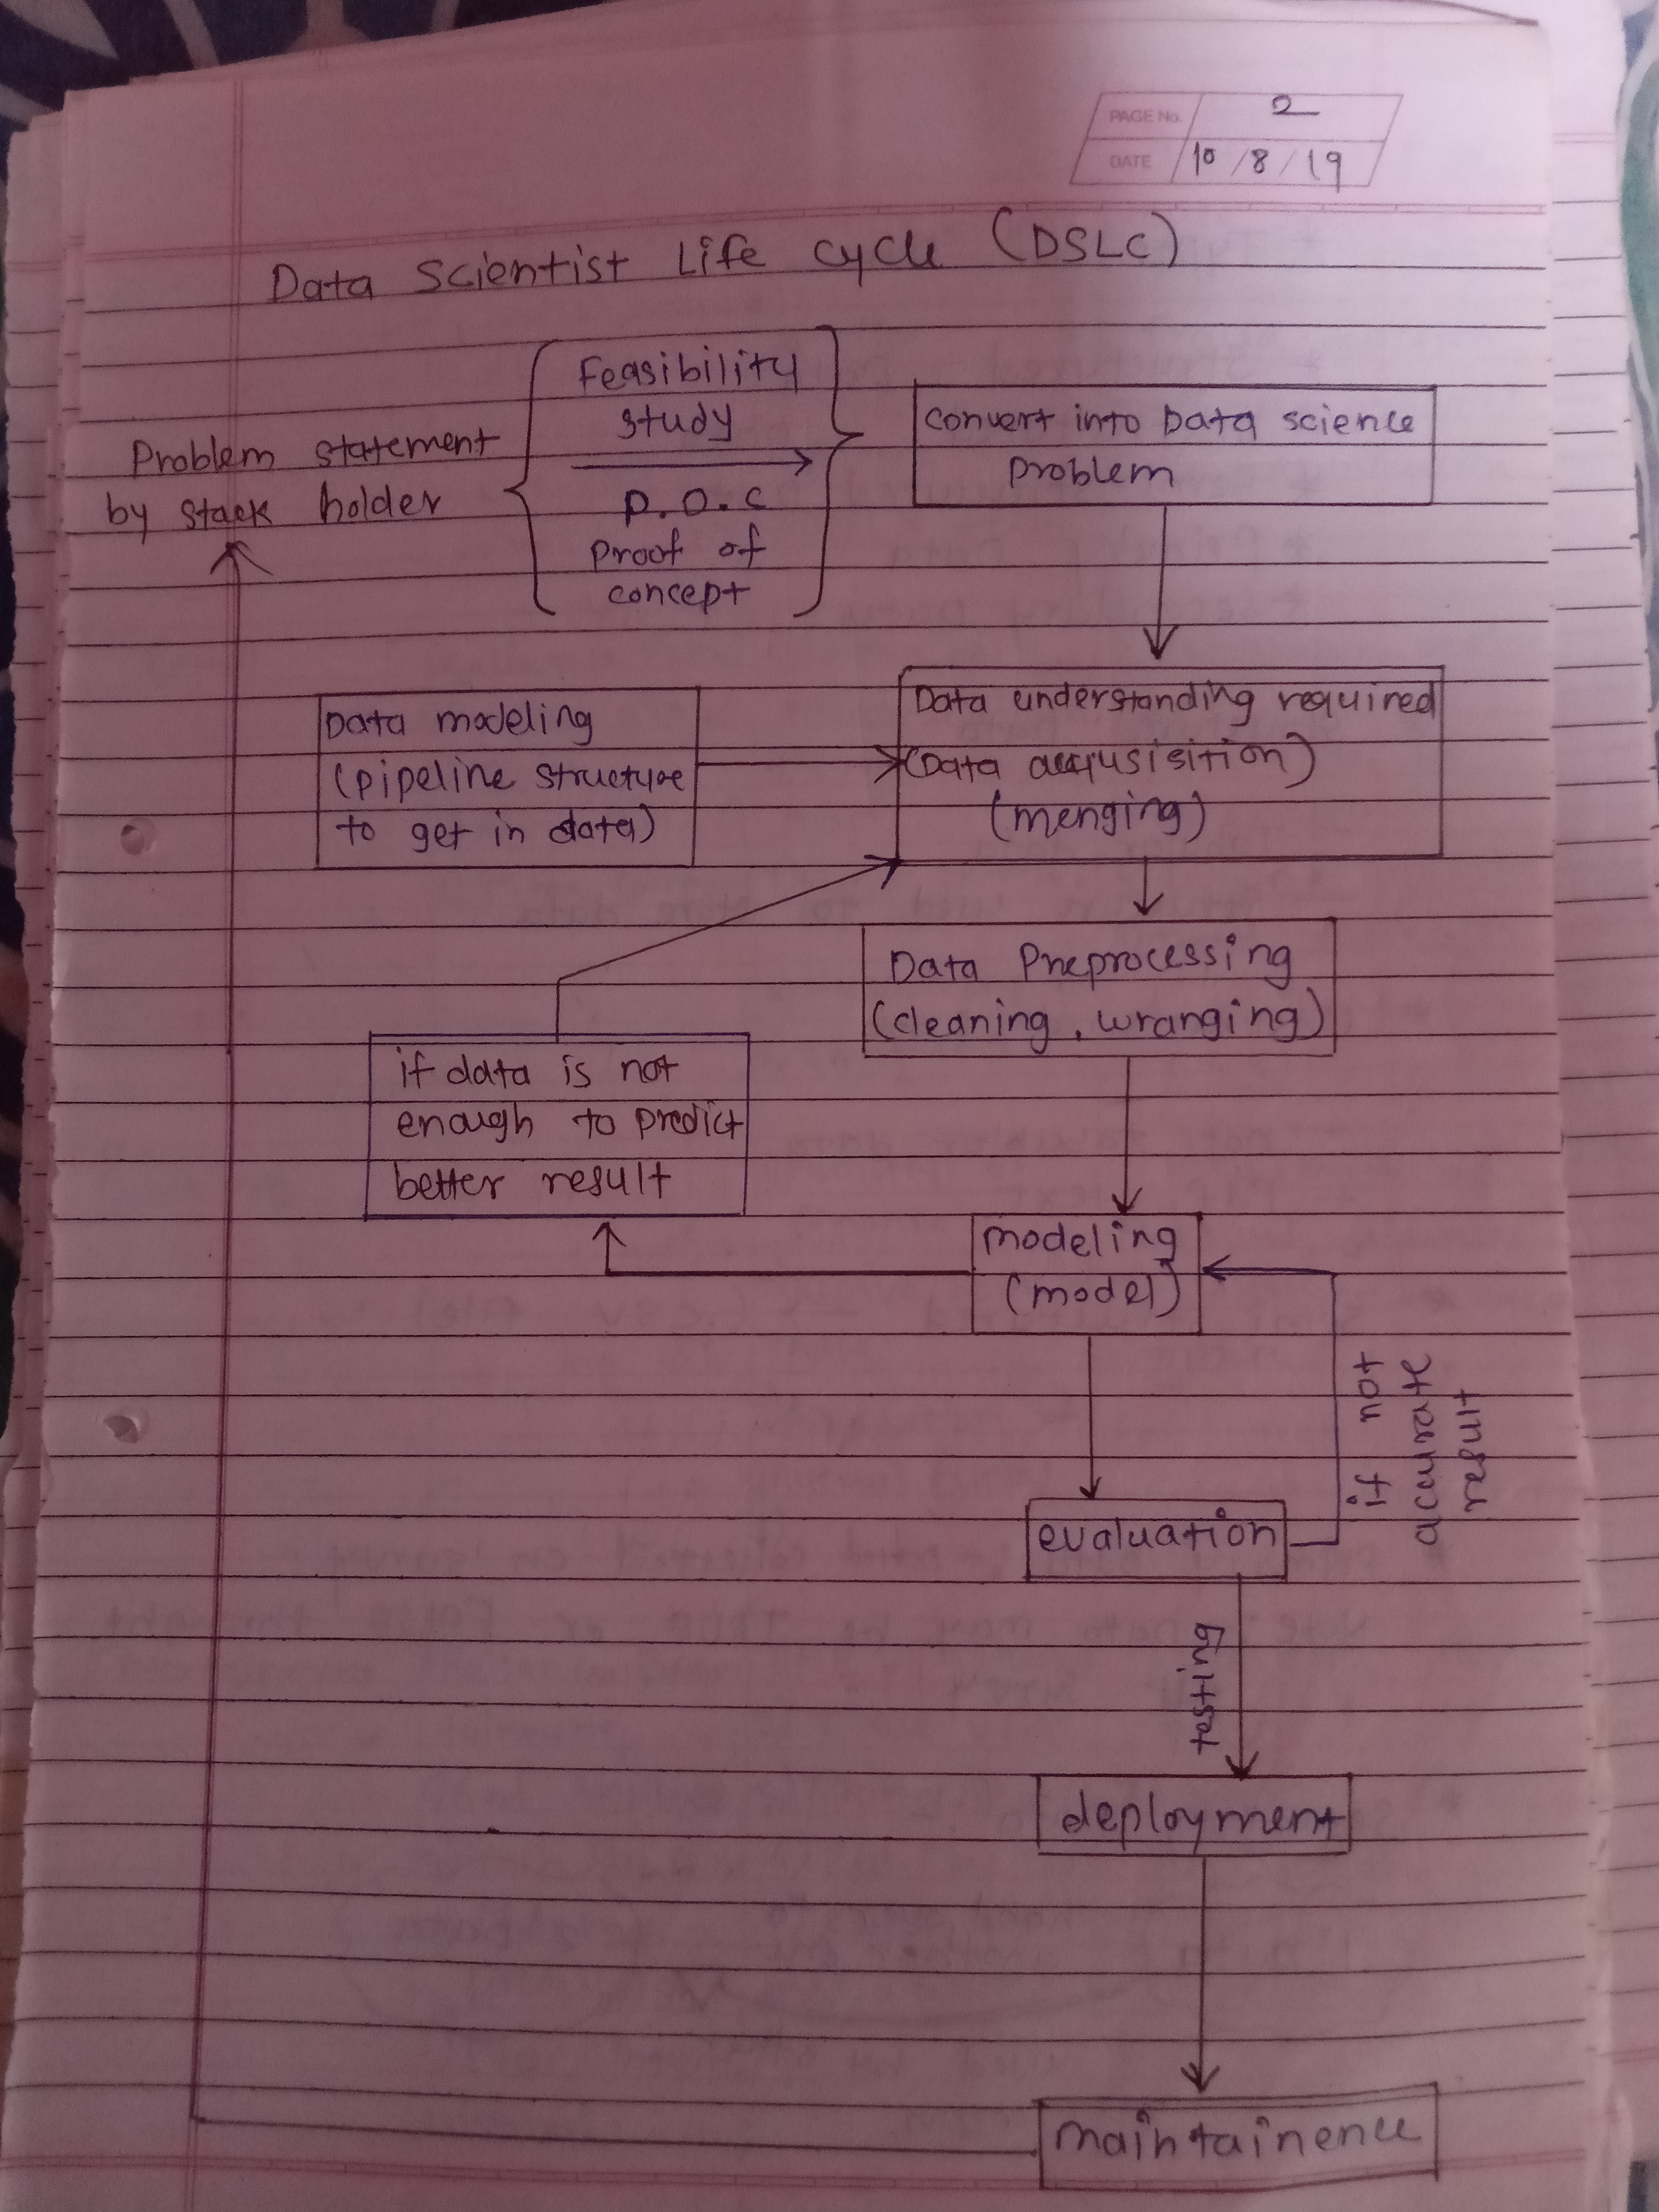 PAGE No. 2
DATE 10/8/19
Data Scientist Life cycle (DSLC)
Problem statement
by stack holder
Feasibility
study
P.O.C
Proof of
concept
convert into Data science
problem
Data modeling
(pipeline structure
to get in data)
Data understanding required
(Data acqusisition)
(merging)
Data Preprocessing
(cleaning, wranging)
if data is not
enough to predict
better result
modeling
(model)
if not
accurate
result
evaluation
testing
deployment
maintainence